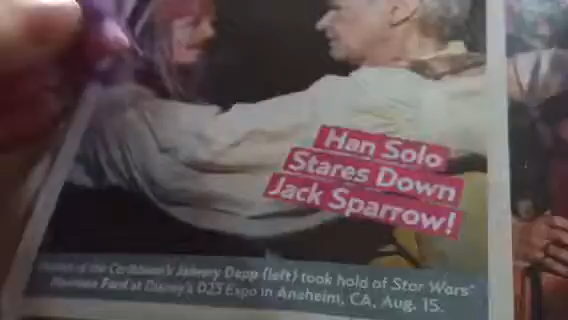 Han Solo
Stares Down
Jack Sparrow!
of the Caribbean's Johnny Depp (left) took hold of Star Wars'
Harrison Ford at Disney's D23 Expo in Anaheim, CA, Aug. 15.